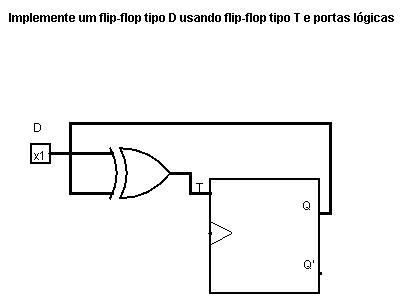 Implemente um flip-flop tipo D usando flip-flop tipo T e portas lógicas
D
x1
T
Q
Q'